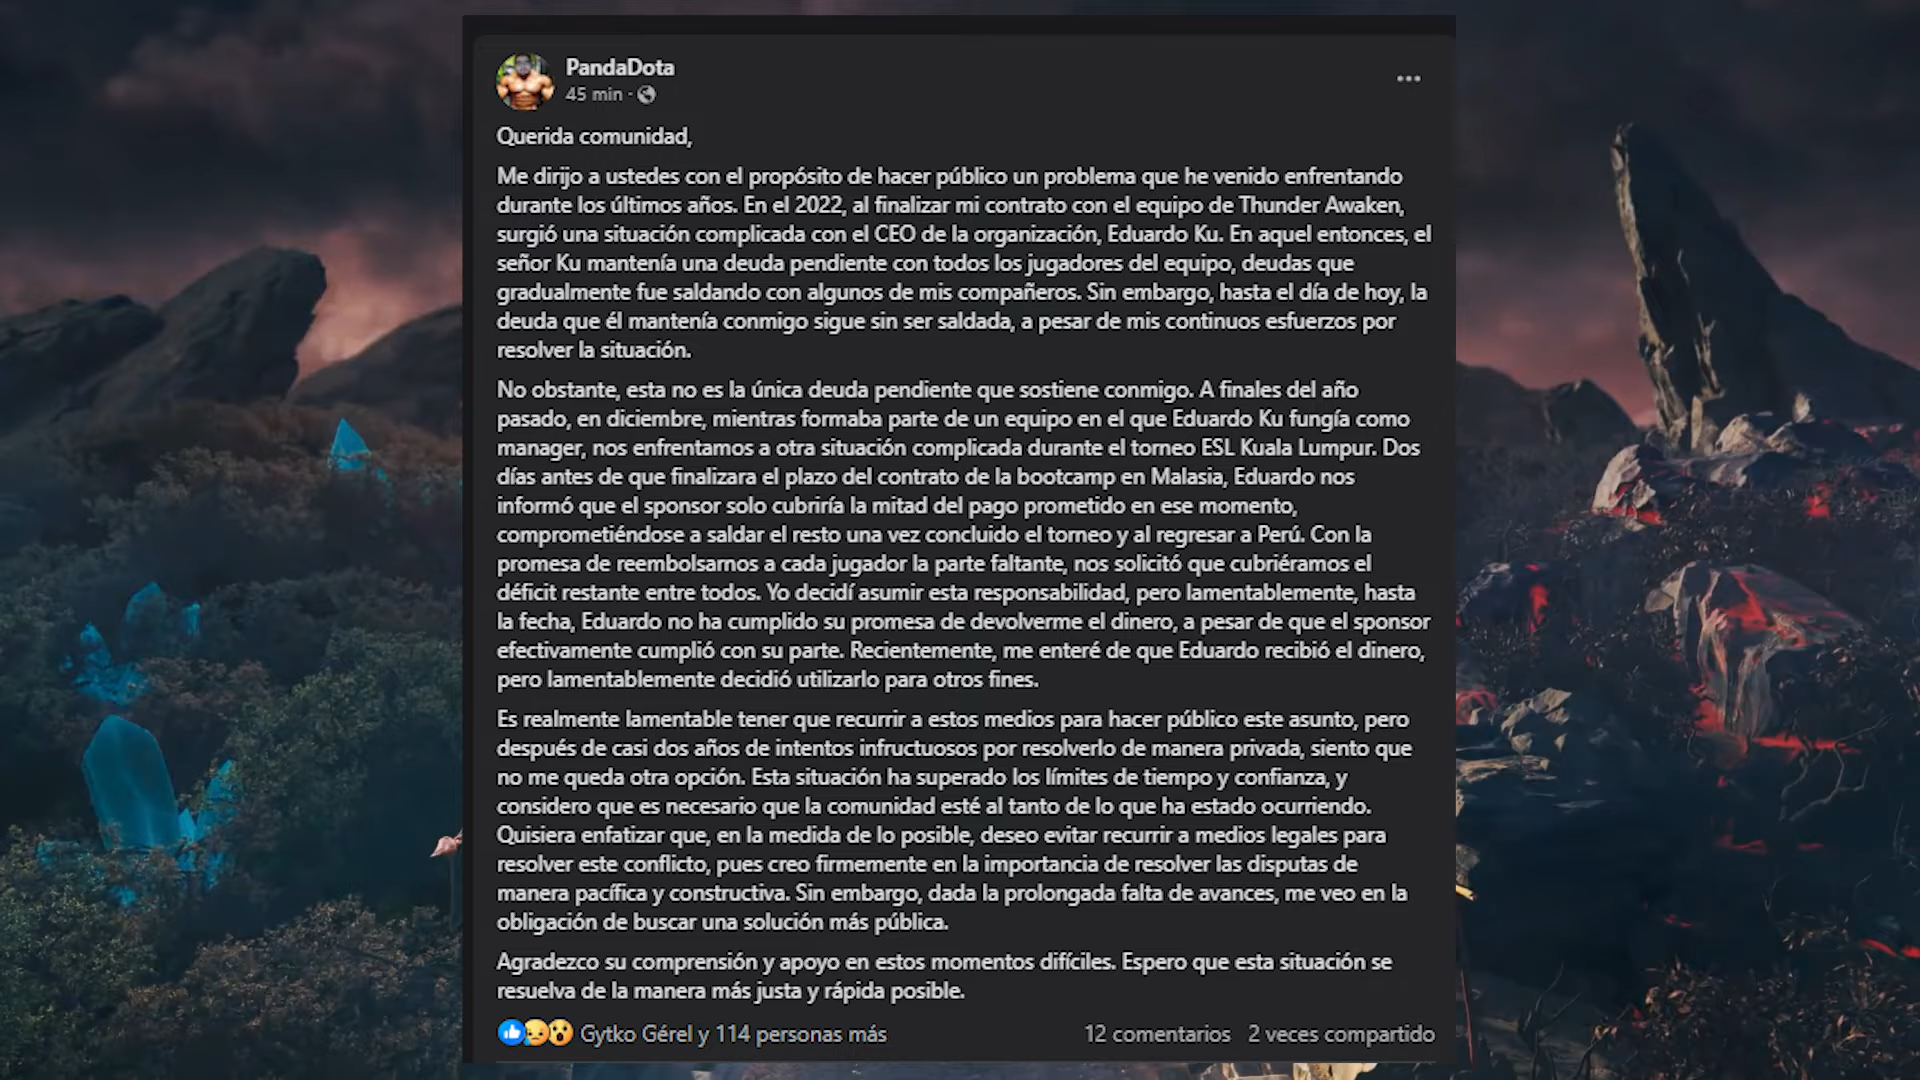 PandaDota
45 min ·
Querida comunidad,
Me dirijo a ustedes con el propósito de hacer público un problema que he venido enfrentando
durante los últimos años. En el 2022, al finalizar mi contrato con el equipo de Thunder Awaken,
surgió una situación complicada con el CEO de la organización, Eduardo Ku. En aquel entonces, el
señor Ku mantenía una deuda pendiente con todos los jugadores del equipo, deudas que
gradualmente fue saldando con algunos de mis compañeros. Sin embargo, hasta el día de hoy, la
deuda que él mantenía conmigo sigue sin ser saldada, a pesar de mis continuos esfuerzos por
resolver la situación.
No obstante, esta no es la única deuda pendiente que sostiene conmigo. A finales del año
pasado, en diciembre, mientras formaba parte de un equipo en el que Eduardo Ku fungía como
manager, nos enfrentamos a otra situación complicada durante el torneo ESL Kuala Lumpur. Dos
días antes de que finalizara el plazo del contrato de la bootcamp en Malasia, Eduardo nos
informó que el sponsor solo cubriría la mitad del pago prometido en ese momento,
comprometiéndose a saldar el resto una vez concluido el torneo y al regresar a Perú. Con la
promesa de reembolsarnos a cada jugador la parte faltante, nos solicitó que cubriéramos el
déficit restante entre todos. Yo decidí asumir esta responsabilidad, pero lamentablemente, hasta
la fecha, Eduardo no ha cumplido su promesa de devolverme el dinero, a pesar de que el sponsor
efectivamente cumplió con su parte. Recientemente, me enteré de que Eduardo recibió el dinero,
pero lamentablemente decidió utilizarlo para otros fines.
Es realmente lamentable tener que recurrir a estos medios para hacer público este asunto, pero
después de casi dos años de intentos infructuosos por resolverlo de manera privada, siento que
no me queda otra opción. Esta situación ha superado los límites de tiempo y confianza, y
considero que es necesario que la comunidad esté al tanto de lo que ha estado ocurriendo.
Quisiera enfatizar que, en la medida de lo posible, deseo evitar recurrir a medios legales para
resolver este conflicto, pues creo firmemente en la importancia de resolver las disputas de
manera pacífica y constructiva. Sin embargo, dada la prolongada falta de avances, me veo en la
obligación de buscar una solución más pública.
Agradezco su comprensión y apoyo en estos momentos difíciles. Espero que esta situación se
resuelva de la manera más justa y rápida posible.
Gytko Gérel y 114 personas más 12 comentarios 2 veces compartido